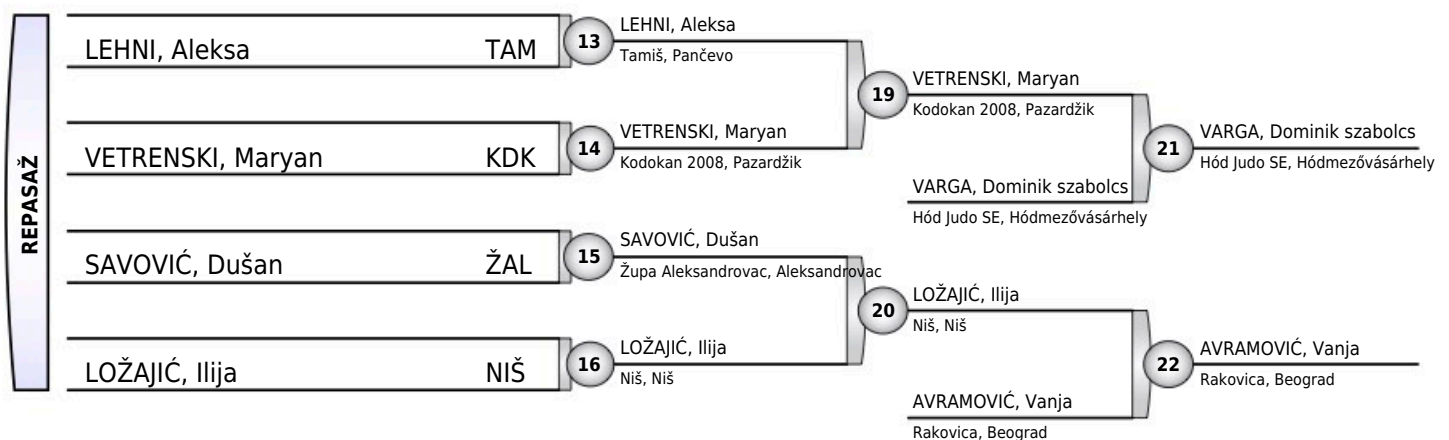 REPASAŽ
LEHNI, Aleksa TAM
VETRENSKI, Maryan KDK
SAVOVIĆ, Dušan ŽAL
LOŽAJIĆ, Ilija NIŠ
13
LEHNI, Aleksa
Tamiš, Pančevo
14
VETRENSKI, Maryan
Kodokan 2008, Pazardžik
15
SAVOVIĆ, Dušan
Župa Aleksandrovac, Aleksandrovac
16
LOŽAJIĆ, Ilija
Niš, Niš
19
VETRENSKI, Maryan
Kodokan 2008, Pazardžik
VARGA, Dominik szabolcs
Hód Judo SE, Hódmezővásárhely
20
LOŽAJIĆ, Ilija
Niš, Niš
AVRAMOVIĆ, Vanja
Rakovica, Beograd
21
VARGA, Dominik szabolcs
Hód Judo SE, Hódmezővásárhely
22
AVRAMOVIĆ, Vanja
Rakovica, Beograd